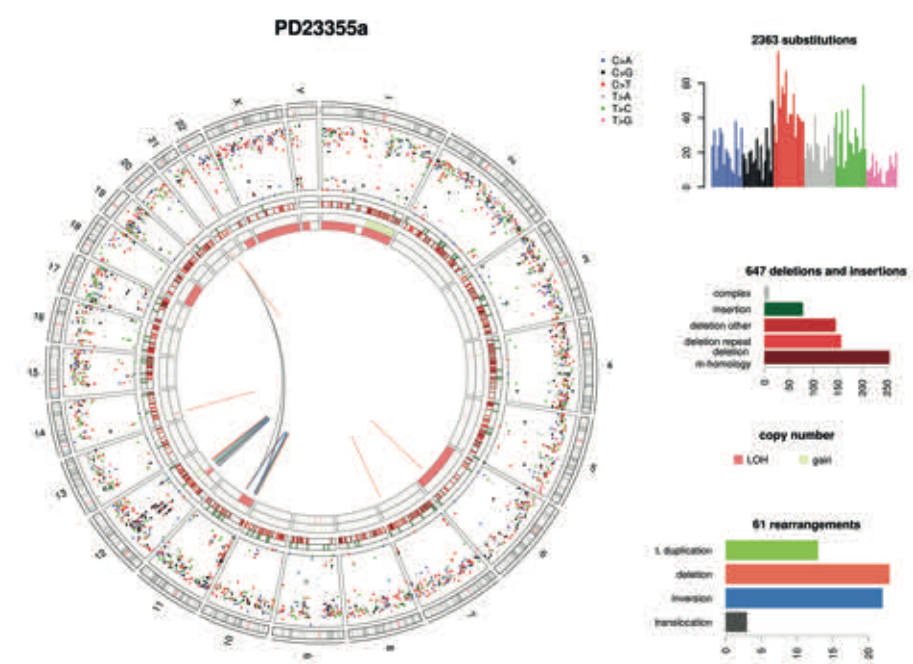 PD23355a
2363 substitutions
C>A
C>G
C>T
T>A
T>C
T>G
60
40
20
0
Y
1
2
3
4
5
6
7
8
9
10
11
12
13
14
15
16
17
18
19
20
21
22
X
647 deletions and insertions
complex
insertion
deletion other
deletion repeat
deletion
m-homology
0
50
100
150
200
250
copy number
LOH
gain
61 rearrangements
t. duplication
deletion
inversion
translocation
0
5
10
15
20